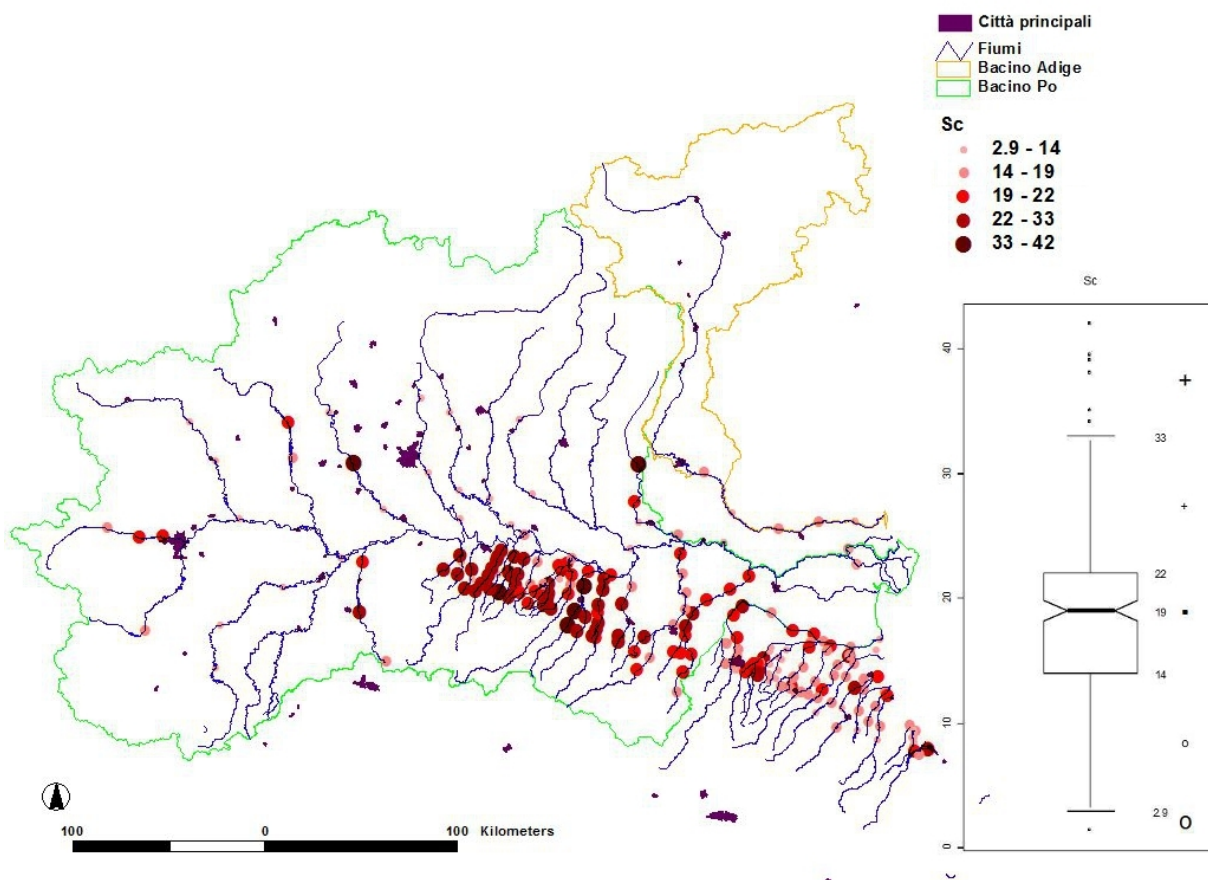 Città principali
Fiumi
Bacino Adige
Bacino Po
Sc
2.9 - 14
14 - 19
19 - 22
22 - 33
33 - 42
Sc
40
30
20
10
0
33
22
19
14
2.9
100 0 100 Kilometers